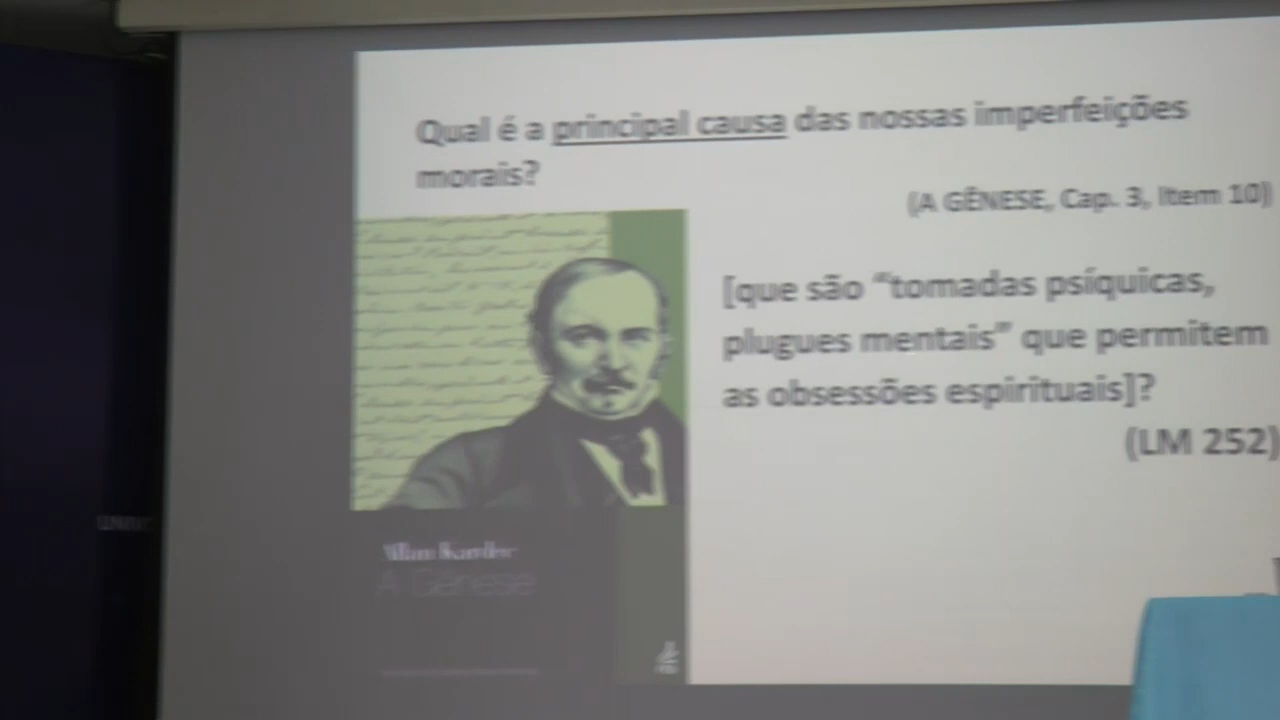 Qual é a principal causa das nossas imperfeições
morais?
(A GÊNESE, Cap. 3, Item 10)
[que são “tomadas psíquicas,
plugues mentais” que permitem
as obsessões espirituais]?
(LM 252)
Allan Kardec
A Gênese